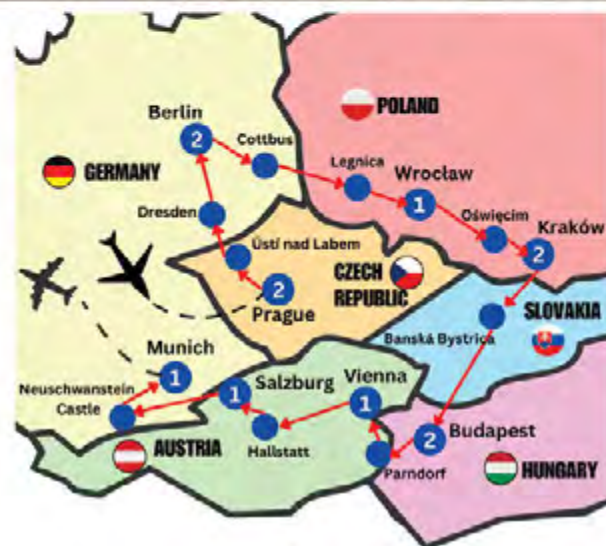 POLAND
Berlin
2
Cottbus
GERMANY
Legnica
Wrocław
1
Oświęcim
Kraków
2
Dresden
Ústí nad Labem
CZECH
REPUBLIC
2
Prague
SLOVAKIA
Banská Bystrica
Munich
1
Neuschwanstein
Castle
Salzburg
1
Vienna
1
Hallstatt
AUSTRIA
2
Budapest
Parndorf
HUNGARY